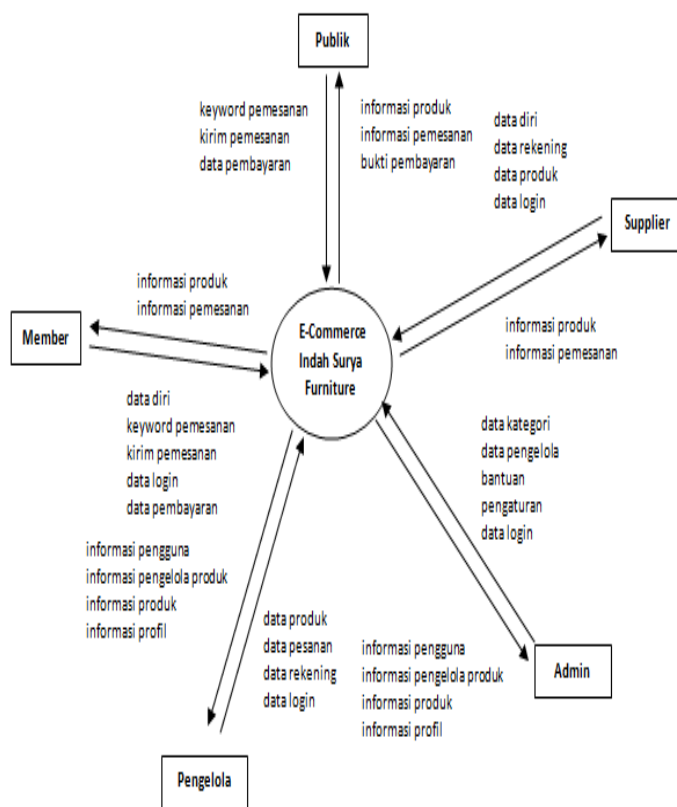 Publik
keyword pemesanan
kirim pemesanan
data pembayaran
informasi produk
informasi pemesanan
bukti pembayaran
data diri
data rekening
data produk
data login
Supplier
informasi produk
informasi pemesanan
Member
informasi produk
informasi pemesanan
E-Commerce
Indah Surya
Furniture
data diri
keyword pemesanan
kirim pemesanan
data login
data pembayaran
data kategori
data pengelola
bantuan
pengaturan
data login
informasi pengguna
informasi pengelola produk
informasi produk
informasi profil
data produk
data pesanan
data rekening
data login
informasi pengguna
informasi pengelola produk
informasi produk
informasi profil
Admin
Pengelola